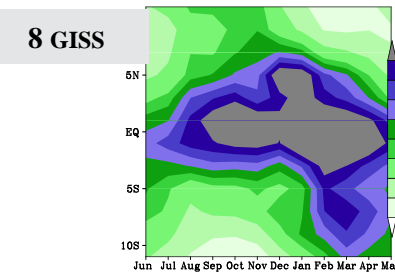 8 GISS
5N
EQ
5S
10S
Jun Jul Aug Sep Oct Nov Dec Jan Feb Mar Apr Ma